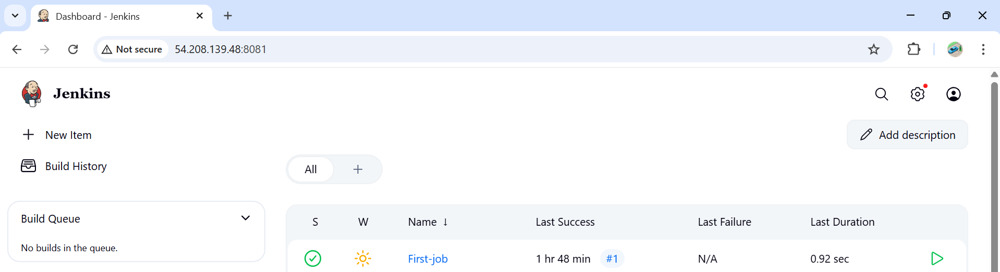 Dashboard - Jenkins
Not secure 54.208.139.48:8081
Jenkins
New Item
Add description
Build History
All
Build Queue
No builds in the queue.
S W Name ↓ Last Success Last Failure Last Duration
First-job 1 hr 48 min #1 N/A 0.92 sec